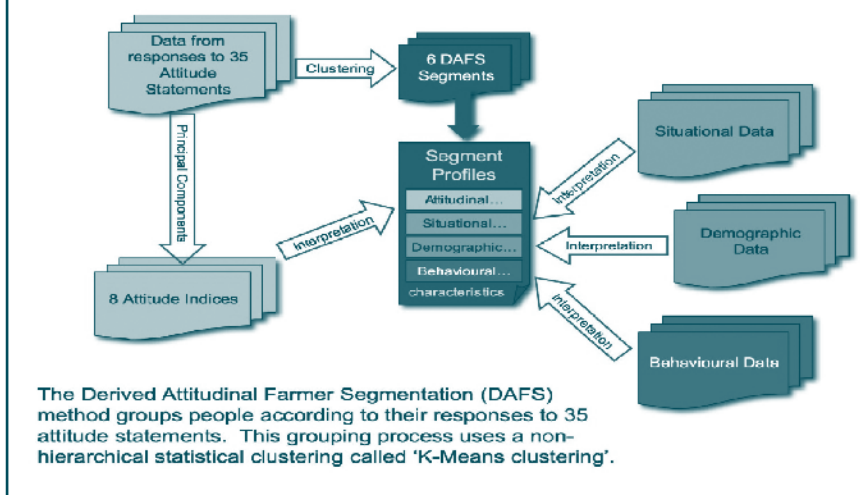 Data from
responses to 35
Attitude
Statements
Clustering
6 DAFS
Segments
Principal Components
Situational Data
Segment
Profiles
Attitudinal...
Situational...
Demographic...
Behavioural...
characteristics
Interpretation
Interpretation
Interpretation
Demographic
Data
8 Attitude Indices
Interpretation
Behavioural Data
The Derived Attitudinal Farmer Segmentation (DAFS)
method groups people according to their responses to 35
attitude statements. This grouping process uses a non-
hierarchical statistical clustering called ‘K-Means clustering’.